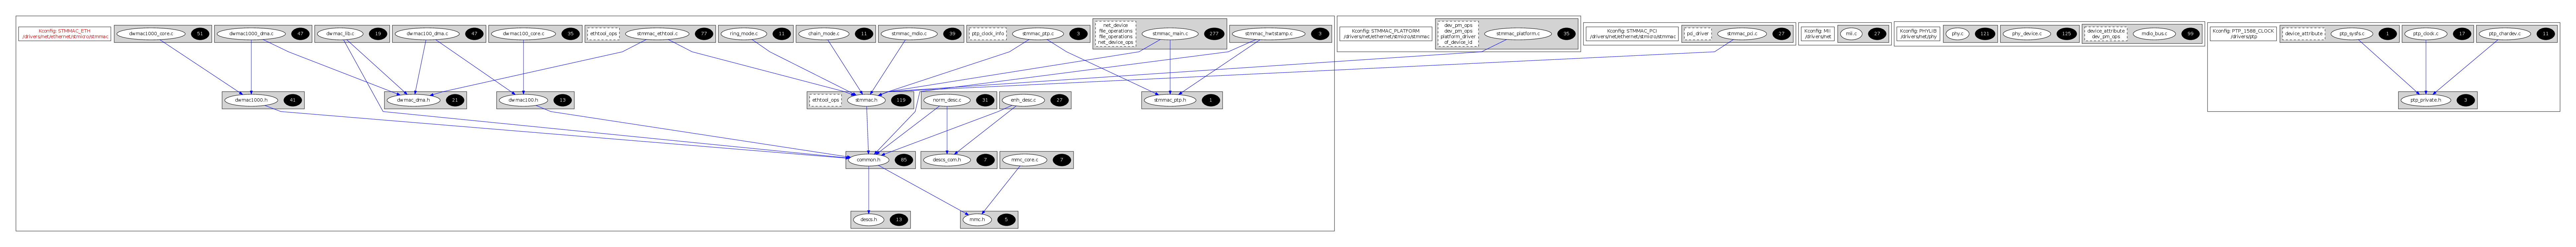 Kconfig: STMMAC_ETH
/drivers/net/ethernet/stmicro/stmmac
dwmac1000_core.c 51
dwmac1000_dma.c 47
dwmac_lib.c 19
dwmac100_dma.c 47
dwmac100_core.c 35
ethtool_ops
stmmac_ethtool.c 77
ring_mode.c 11
chain_mode.c 11
stmmac_mdio.c 39
ptp_clock_info
stmmac_ptp.c 3
net_device
file_operations
file_operations
net_device_ops
stmmac_main.c 277
stmmac_hwtstamp.c 3
Kconfig: STMMAC_PLATFORM
/drivers/net/ethernet/stmicro/stmmac
dev_pm_ops
dev_pm_ops
platform_driver
of_device_id
stmmac_platform.c 95
Kconfig: STMMAC_PCI
/drivers/net/ethernet/stmicro/stmmac
pci_driver
stmmac_pci.c 27
Kconfig: MII
/drivers/net
mii.c 27
Kconfig: PHYLIB
/drivers/net/phy
phy.c 121
phy_device.c 125
device_attribute
dev_pm_ops
mdio_bus.c 99
Kconfig: PTP_1588_CLOCK
/drivers/ptp
device_attribute
ptp_sysfs.c 1
ptp_clock.c 17
ptp_chardev.c 11
dwmac1000.h 41
dwmac_dma.h 21
dwmac100.h 13
ethtool_ops
stmmac.h 119
norm_desc.c 31
enh_desc.c 27
stmmac_ptp.h 1
ptp_private.h 3
common.h 85
descs_com.h 7
mmc_core.c 7
descs.h 13
mmc.h 5